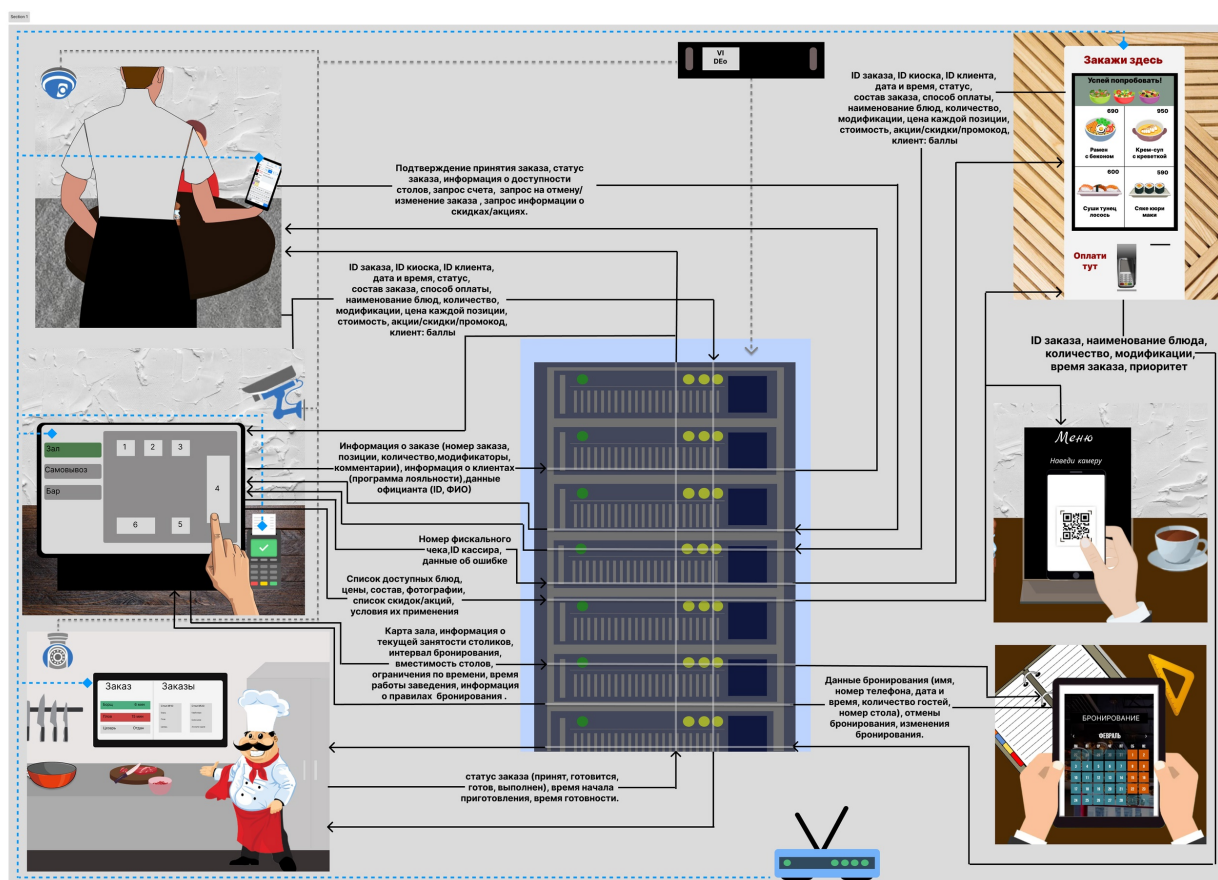 Section 1
VI
DEo
Закажи здесь
Успей попробовать!
690
950
Рамен
с беконом
Крем-суп
с креветкой
600
590
Суши тунец
лосось
Сяке кюри
маки
Оплати
тут
ID заказа, ID киоска, ID клиента,
дата и время, статус,
состав заказа, способ оплаты,
наименование блюд, количество,
модификации, цена каждой позиции,
стоимость, акции/скидки/промокод,
клиент: баллы
Подтверждение принятия заказа, статус
заказа, информация о доступности
столов, запрос счета, запрос на отмену/
изменение заказа , запрос информации о
скидках/акциях.
ID заказа, ID киоска, ID клиента,
дата и время, статус,
состав заказа, способ оплаты,
наименование блюд, количество,
модификации, цена каждой позиции,
стоимость, акции/скидки/промокод,
клиент: баллы
ID заказа, наименование блюда,
количество, модификации,
время заказа, приоритет
Зал
Самовывоз
Бар
1
2
3
4
6
5
Информация о заказе (номер заказа,
позиции, количество,модификаторы,
комментарии), информация о клиентах
(программа лояльности),данные
официанта (ID, ФИО)
Меню
Наведи камеру
Номер фискального
чека,ID кассира,
данные об ошибке
Список доступных блюд,
цены, состав, фотографии,
список скидок/акций,
условия их применения
Карта зала, информация о
текущей занятости столиков,
интервал бронирования,
вместимость столов,
ограничения по времени, время
работы заведения, информация
о правилах бронирования .
Данные бронирования (имя,
номер телефона, дата и
время, количество гостей,
номер стола), отмены
бронирования, изменения
бронирования.
Заказ
Заказы
БРОНИРОВАНИЕ
ФЕВРАЛЬ
статус заказа (принят, готовится,
готов, выполнен), время начала
приготовления, время готовности.